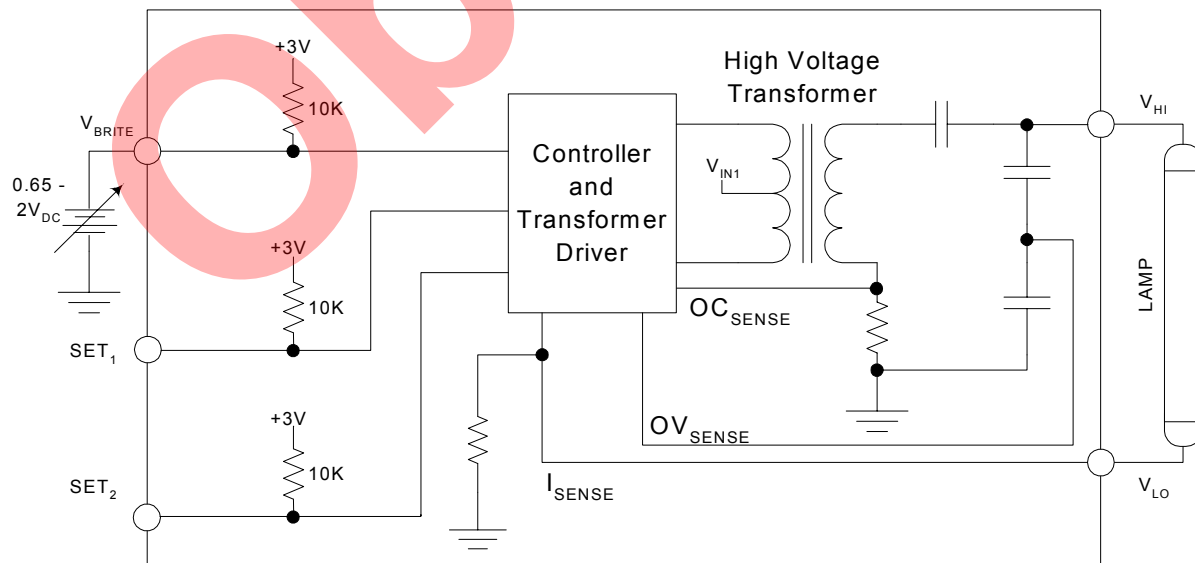 +3V
10K
V_BRITE
0.65 -
2V_DC
+3V
10K
SET_1
+3V
10K
SET_2
Controller
and
Transformer
Driver
High Voltage
Transformer
V_IN1
OC_SENSE
OV_SENSE
I_SENSE
V_HI
LAMP
V_LO